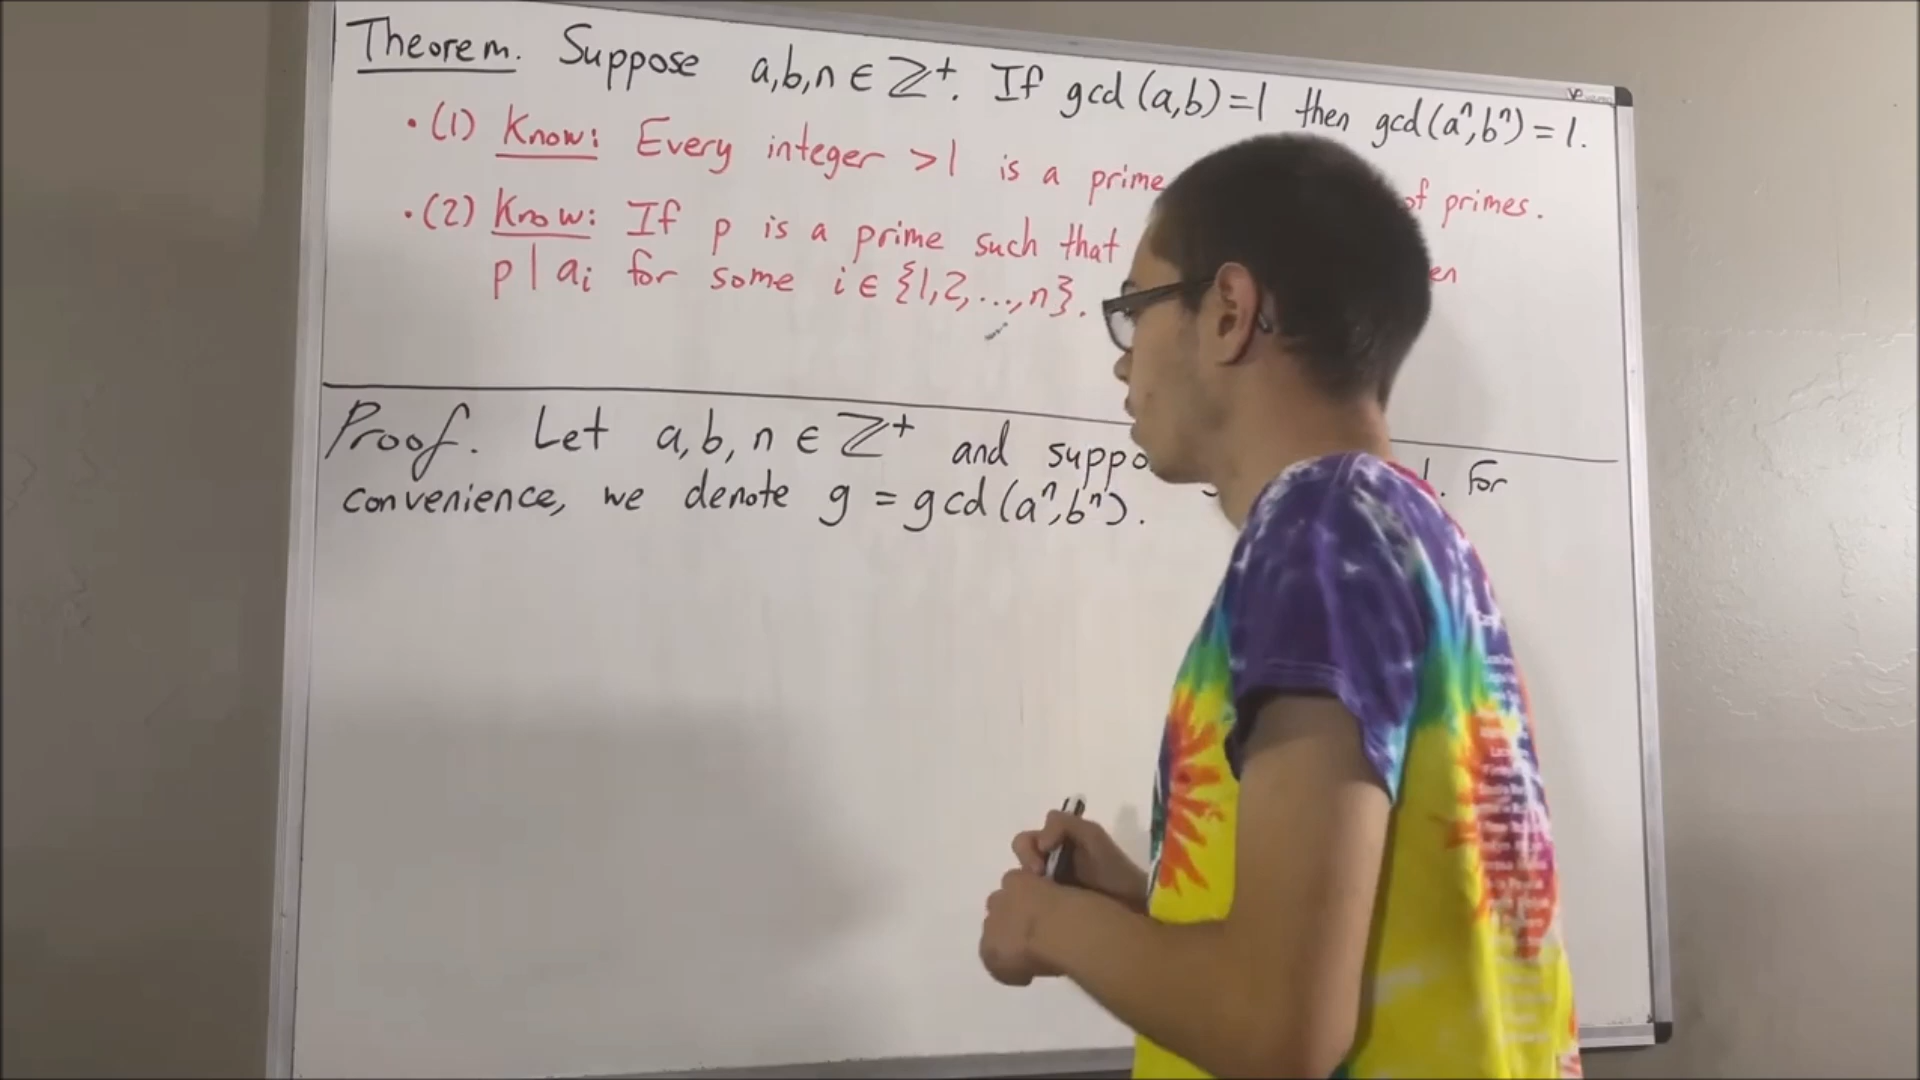 Theorem. Suppose a,b,n ∈ ℤ⁺. If gcd(a,b)=1 then gcd(aⁿ,bⁿ)=1.
• (1) Know: Every integer >1 is a prime of primes.
• (2) Know: If p is a prime such that
p | aᵢ for some i ∈ {1,2,...,n}.
Proof. Let a,b,n ∈ ℤ⁺ and For
convenience, we denote g = gcd(aⁿ,bⁿ).